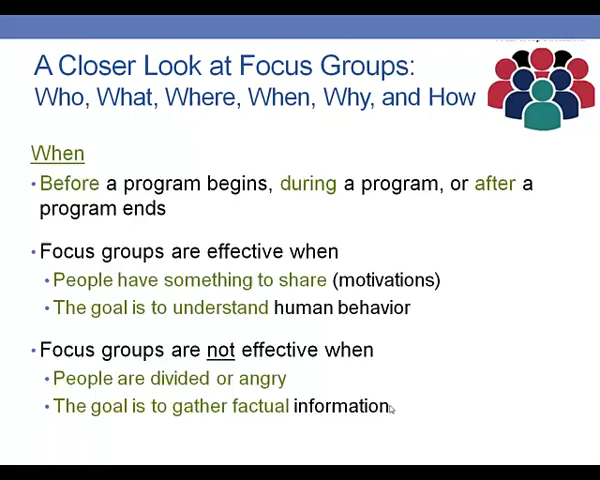 A Closer Look at Focus Groups:
Who, What, Where, When, Why, and How
When
• Before a program begins, during a program, or after a
program ends
• Focus groups are effective when
• People have something to share (motivations)
• The goal is to understand human behavior
• Focus groups are not effective when
• People are divided or angry
• The goal is to gather factual information